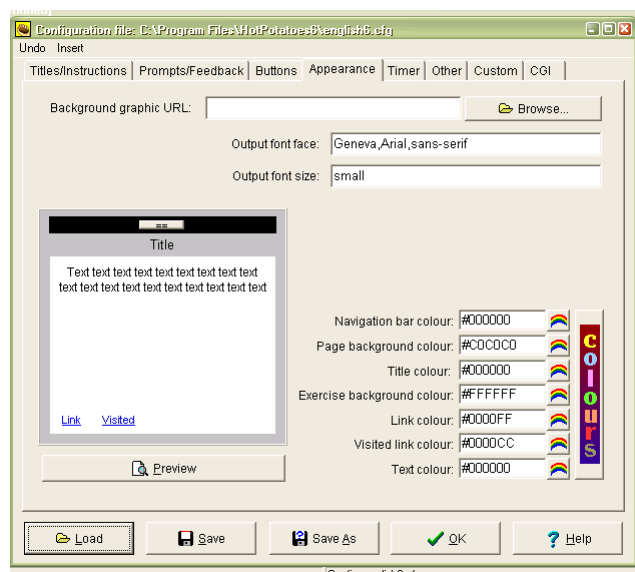 Configuration file: C:\Program Files\HotPotatoes6\english6.cfg
Undo Insert
Titles/Instructions Prompts/Feedback Buttons Appearance Timer Other Custom CGI
Background graphic URL: Browse...
Output font face: Geneva,Arial,sans-serif
Output font size: small
==
Title
Text text text text text text text text text
text text text text text text text text text text
Link Visited
Preview
Navigation bar colour: #000000
Page background colour: #C0C0C0
Title colour: #000000
Exercise background colour: #FFFFFF
Link colour: #0000FF
Visited link colour: #0000CC
Text colour: #000000
colours
Load Save Save As OK Help